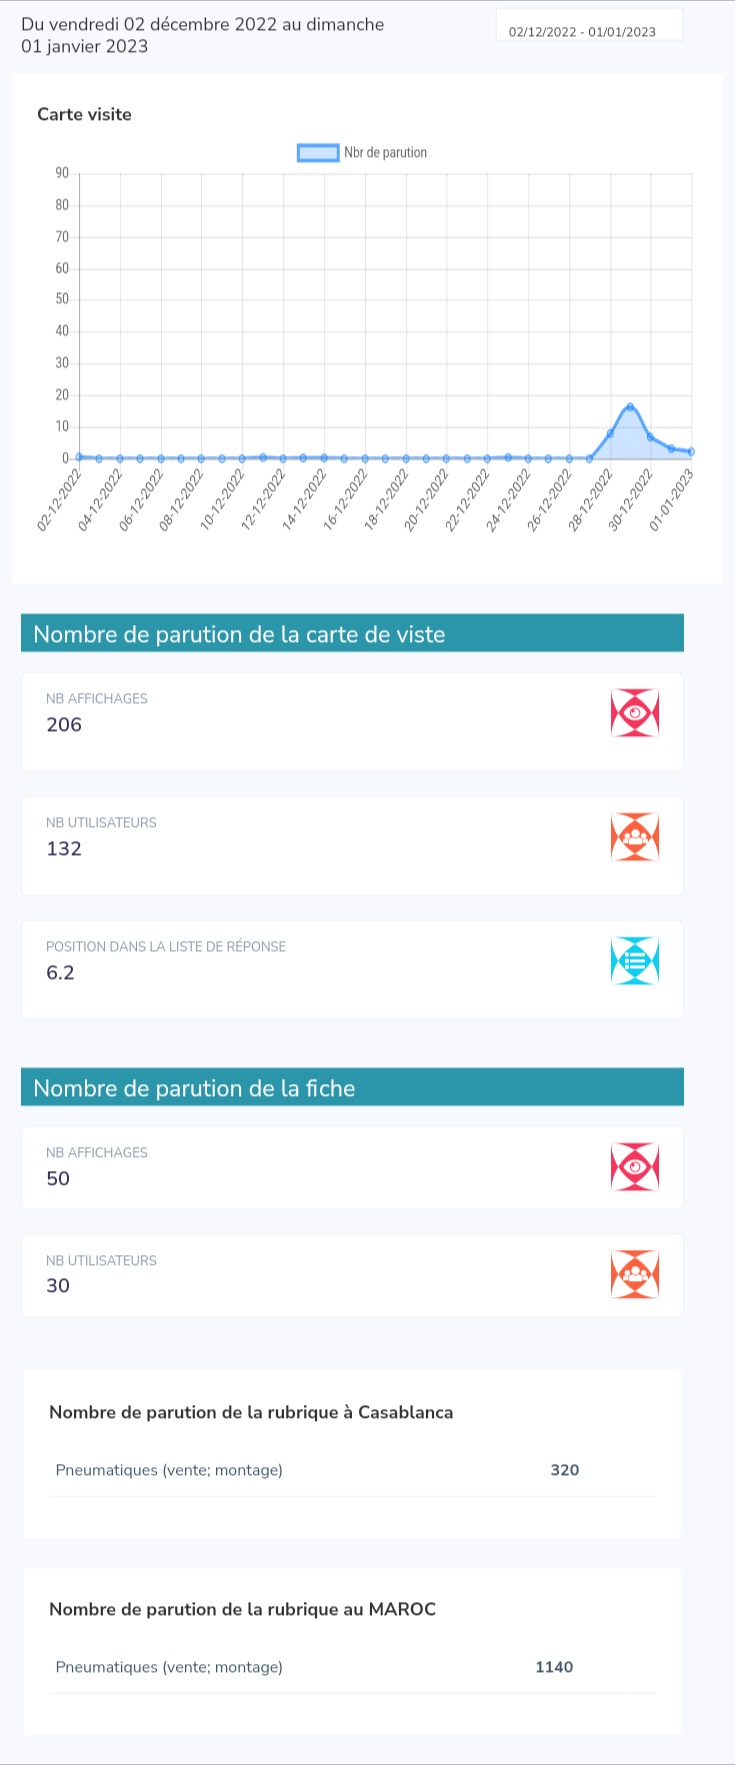 Du vendredi 02 décembre 2022 au dimanche
01 janvier 2023
02/12/2022 - 01/01/2023
Carte visite
Nbr de parution
90
80
70
60
50
40
30
20
10
0
02-12-2022
04-12-2022
06-12-2022
08-12-2022
10-12-2022
12-12-2022
14-12-2022
16-12-2022
18-12-2022
20-12-2022
22-12-2022
24-12-2022
26-12-2022
28-12-2022
30-12-2022
01-01-2023
Nombre de parution de la carte de viste
NB AFFICHAGES
206
NB UTILISATEURS
132
POSITION DANS LA LISTE DE RÉPONSE
6.2
Nombre de parution de la fiche
NB AFFICHAGES
50
NB UTILISATEURS
30
Nombre de parution de la rubrique à Casablanca
Pneumatiques (vente; montage) 320
Nombre de parution de la rubrique au MAROC
Pneumatiques (vente; montage) 1140